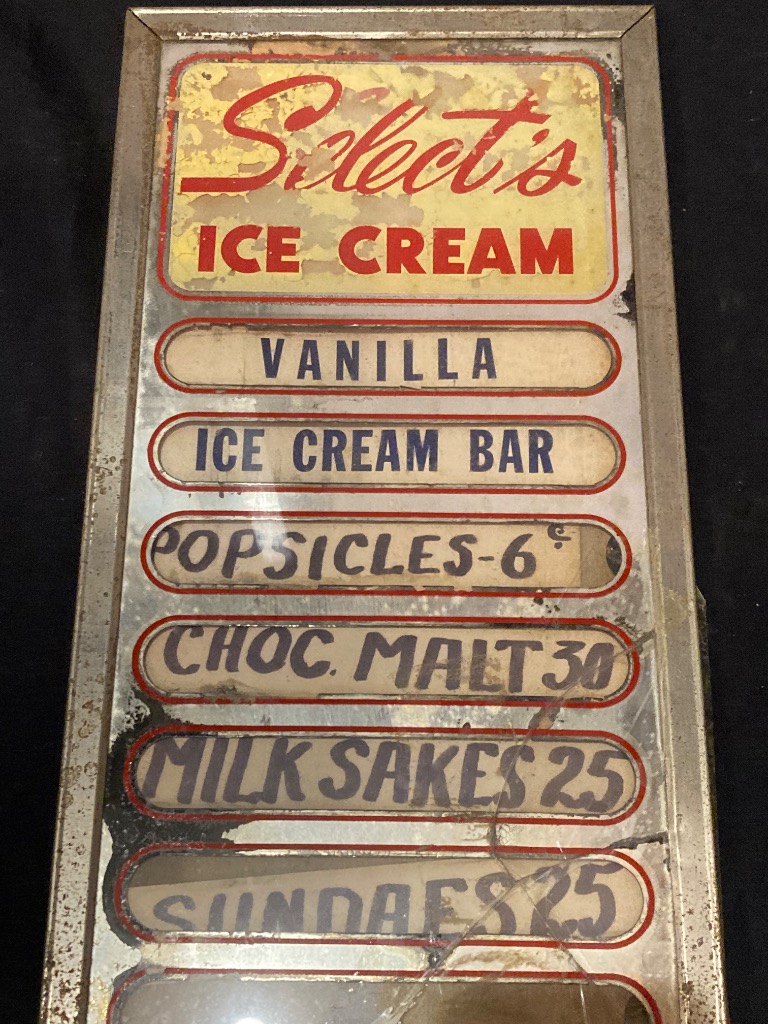 Select's
ICE CREAM
VANILLA
ICE CREAM BAR
POPSICLES-6¢
CHOC. MALT 30
MILK SAKES 25
SUNDAES 25